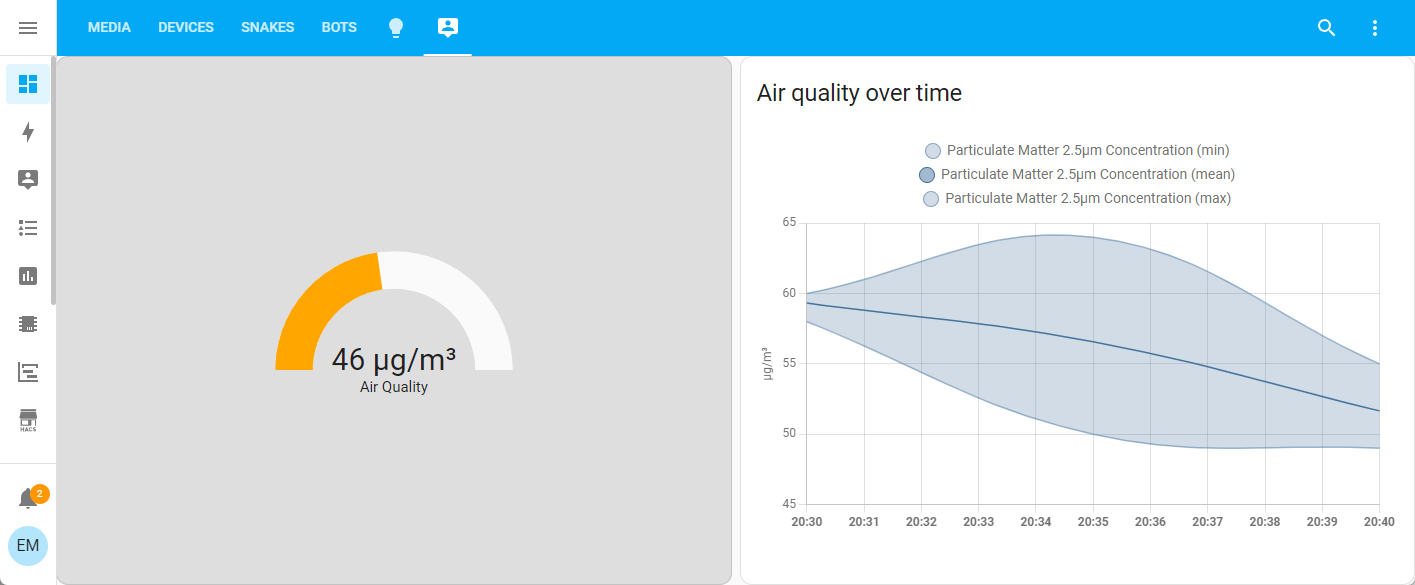 MEDIA DEVICES SNAKES BOTS
HACS
2
EM
46 µg/m³
Air Quality
Air quality over time
Particulate Matter 2.5µm Concentration (min)
Particulate Matter 2.5µm Concentration (mean)
Particulate Matter 2.5µm Concentration (max)
µg/m³
65
60
55
50
45
20:30 20:31 20:32 20:33 20:34 20:35 20:36 20:37 20:38 20:39 20:40